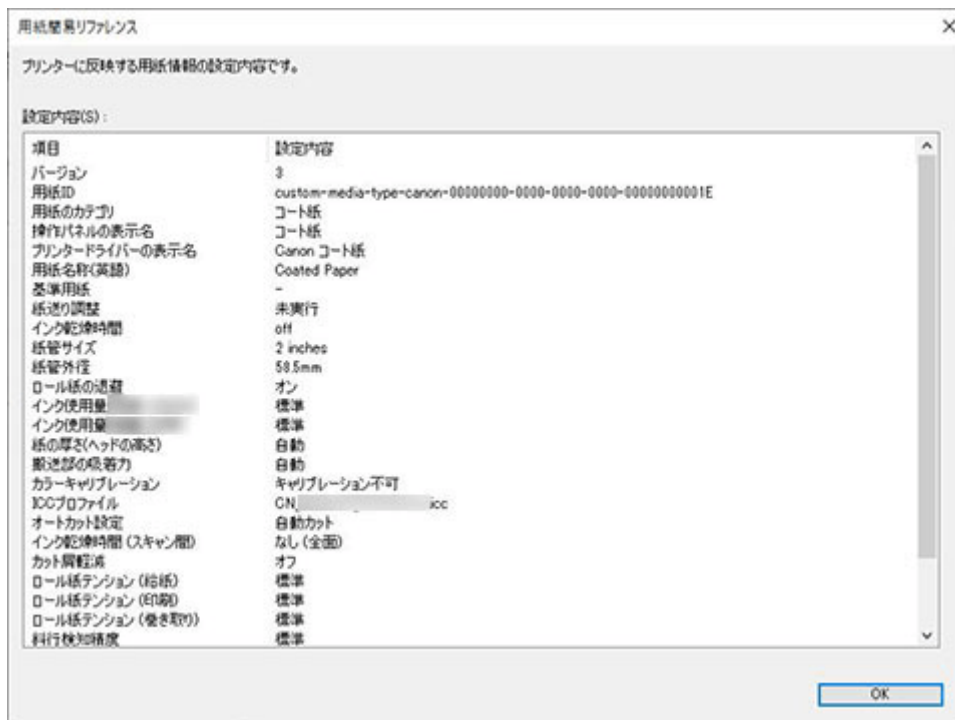 用紙簡易リファレンス
プリンターに反映する用紙情報の設定内容です。
設定内容(S):
項目 設定内容
バージョン 3
用紙ID custom-media-type-canon-00000000-0000-0000-0000-00000000001E
用紙のカテゴリ コート紙
操作パネルの表示名 コート紙
プリンタードライバーの表示名 Canon コート紙
用紙名称(英語) Coated Paper
基準用紙 -
紙送り調整 未実行
インク乾燥時間 off
紙管サイズ 2 inches
紙管外径 58.5mm
ロール紙の退避 オン
インク使用量 標準
インク使用量 標準
紙の厚さ(ヘッドの高さ) 自動
搬送部の吸着力 自動
カラーキャリブレーション キャリブレーション不可
ICCプロファイル CN_ icc
オートカット設定 自動カット
インク乾燥時間 (スキャン間) なし (全面)
カット屑軽減 オフ
ロール紙テンション (給紙) 標準
ロール紙テンション (印刷) 標準
ロール紙テンション (巻き取り) 標準
斜行検知精度 標準
OK